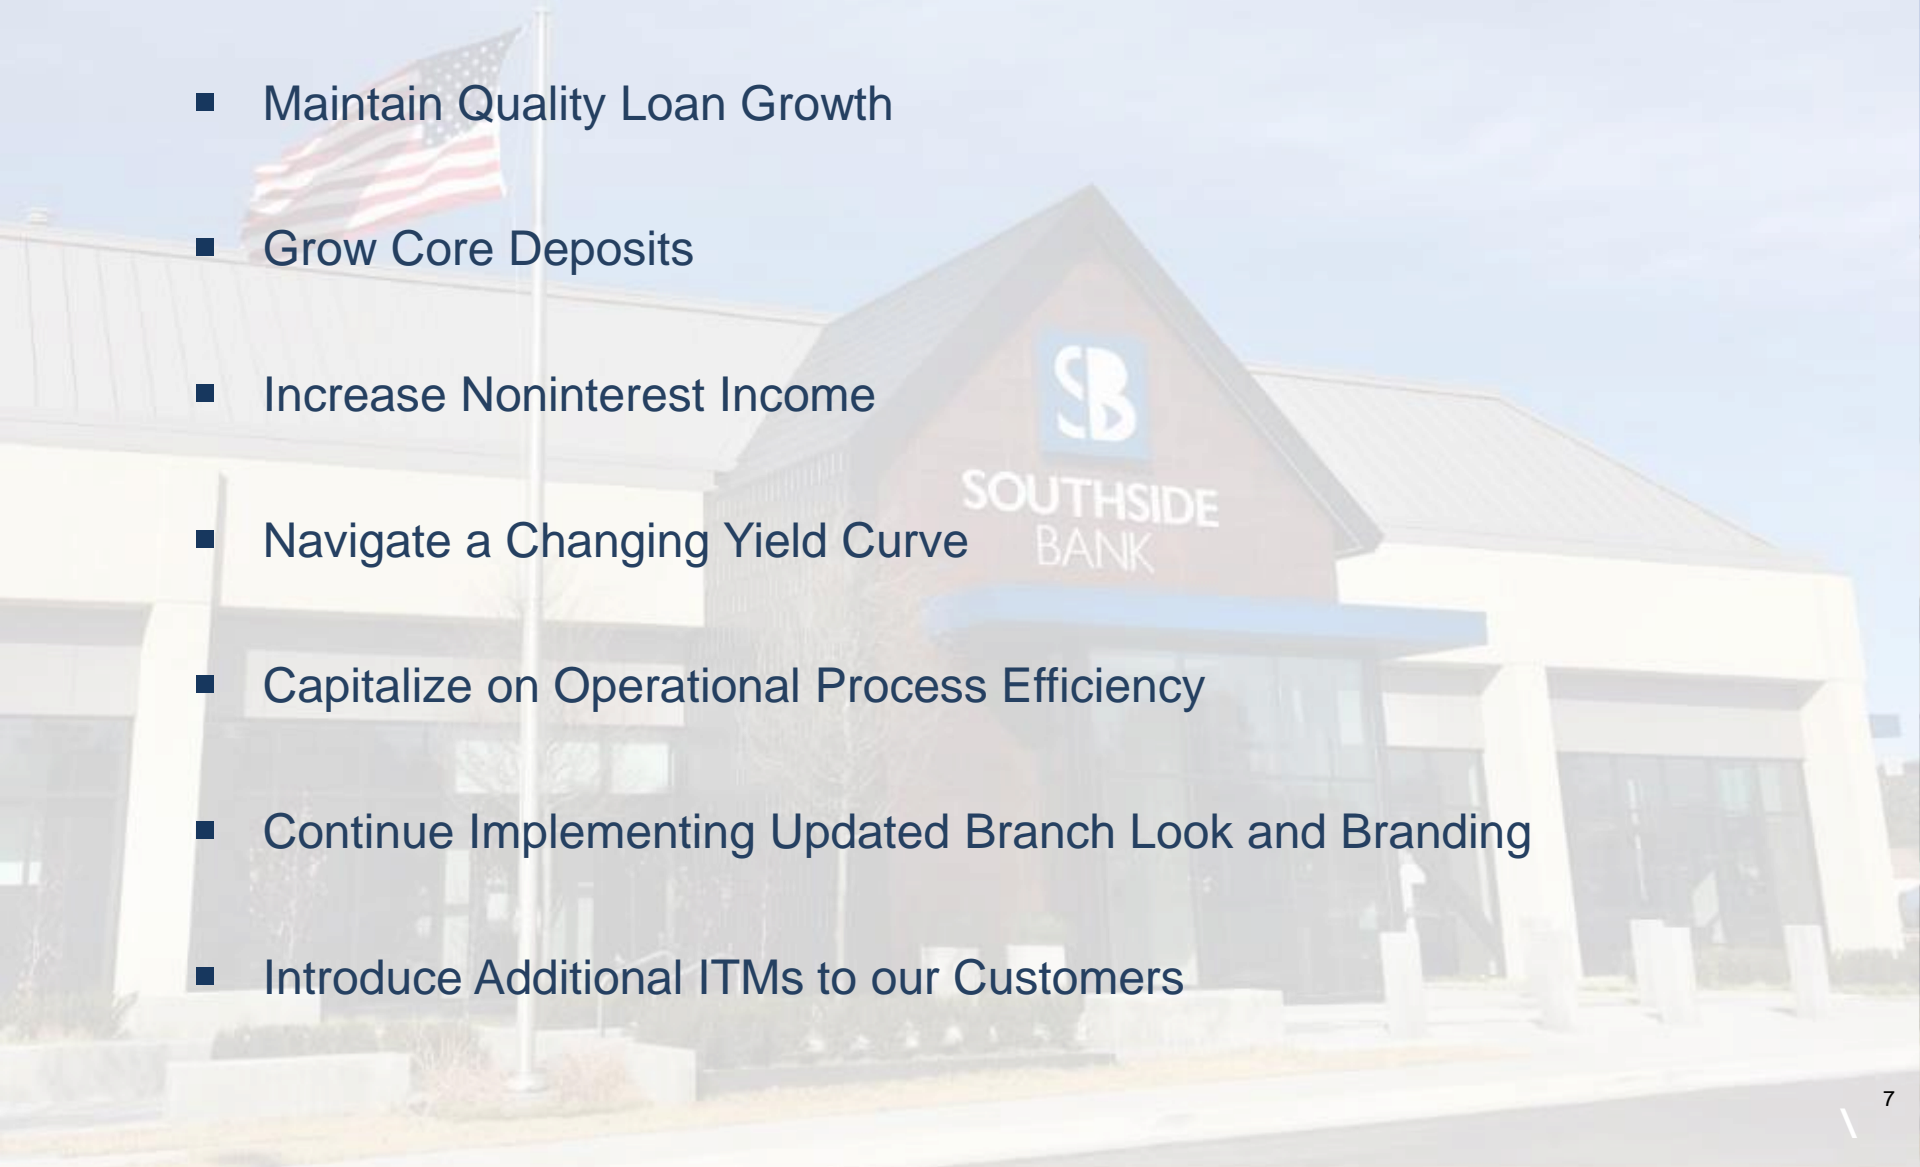 ■ Maintain Quality Loan Growth
■ Grow Core Deposits
■ Increase Noninterest Income
SB
SOUTHSIDE
BANK
■ Navigate a Changing Yield Curve
■ Capitalize on Operational Process Efficiency
■ Continue Implementing Updated Branch Look and Branding
■ Introduce Additional ITMs to our Customers
7
\